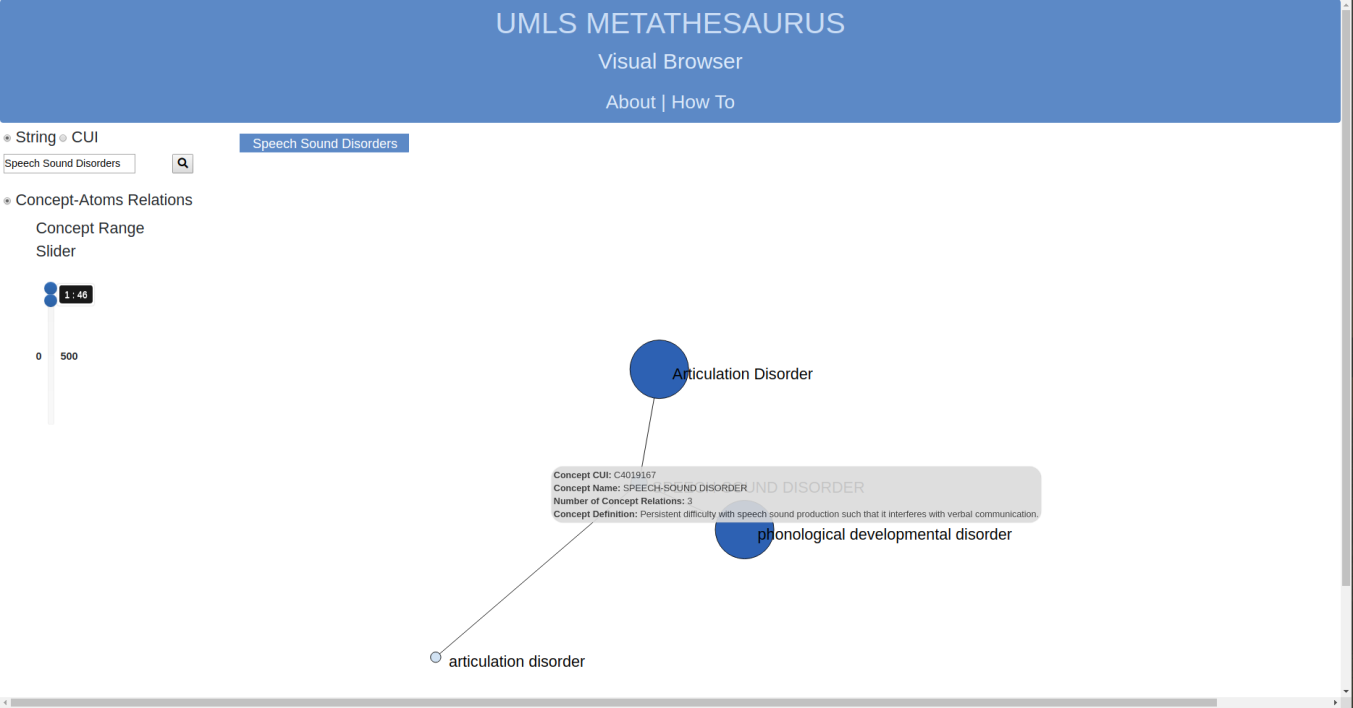 UMLS METATHESAURUS
Visual Browser
About | How To
String CUI
Speech Sound Disorders
Speech Sound Disorders
Concept-Atoms Relations
Concept Range
Slider
1 : 46
0 500
Articulation Disorder
Concept CUI: C4019167
Concept Name: SPEECH-SOUND DISORDER
Number of Concept Relations: 3
Concept Definition: Persistent difficulty with speech sound production such that it interferes with verbal communication.
phonological developmental disorder
articulation disorder